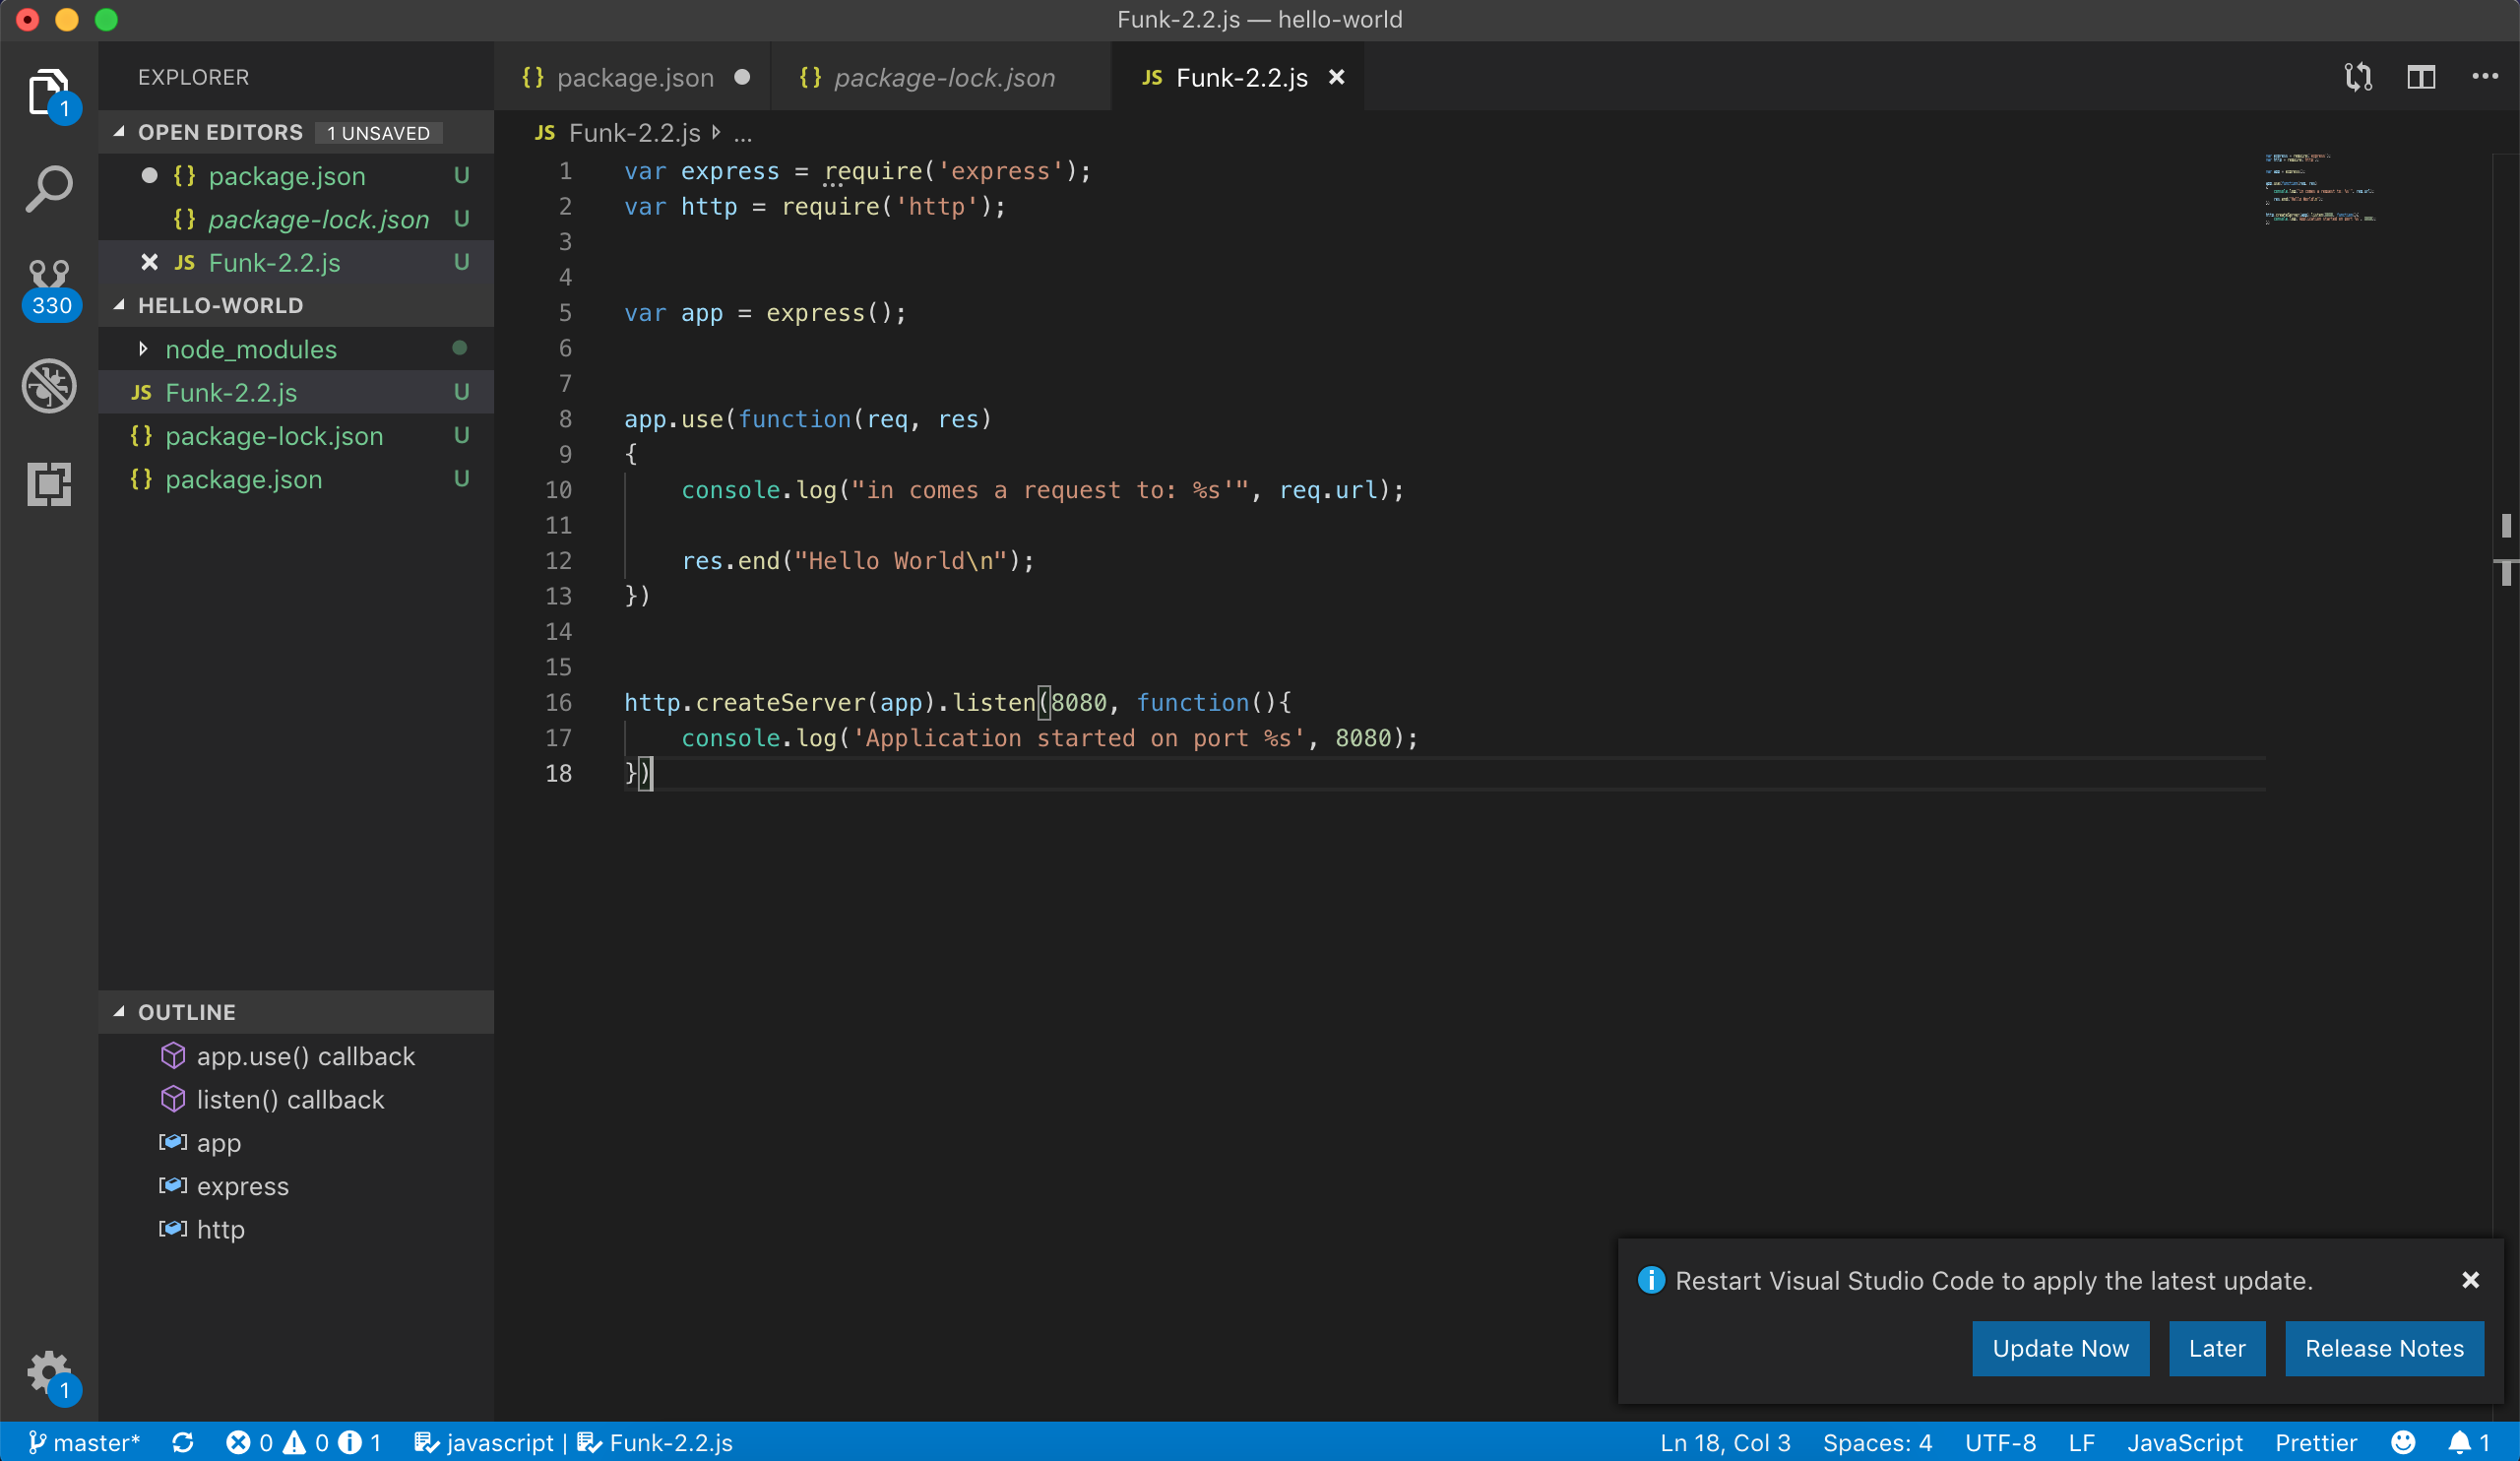 Funk-2.2.js — hello-world
EXPLORER
1
OPEN EDITORS 1 UNSAVED
{} package.json U
{} package-lock.json U
JS Funk-2.2.js U
330
HELLO-WORLD
node_modules
JS Funk-2.2.js U
{} package-lock.json U
{} package.json U
OUTLINE
app.use() callback
listen() callback
app
express
http
1
{} package.json
{} package-lock.json
JS Funk-2.2.js
JS Funk-2.2.js ...
1 var express = require('express');
2 var http = require('http');
3
4
5 var app = express();
6
7
8 app.use(function(req, res)
9 {
10 console.log("in comes a request to: %s'", req.url);
11
12 res.end("Hello World\n");
13 })
14
15
16 http.createServer(app).listen(8080, function(){
17 console.log('Application started on port %s', 8080);
18 })
Restart Visual Studio Code to apply the latest update.
Update Now Later Release Notes
master* 0 0 1 javascript | Funk-2.2.js Ln 18, Col 3 Spaces: 4 UTF-8 LF JavaScript Prettier 1